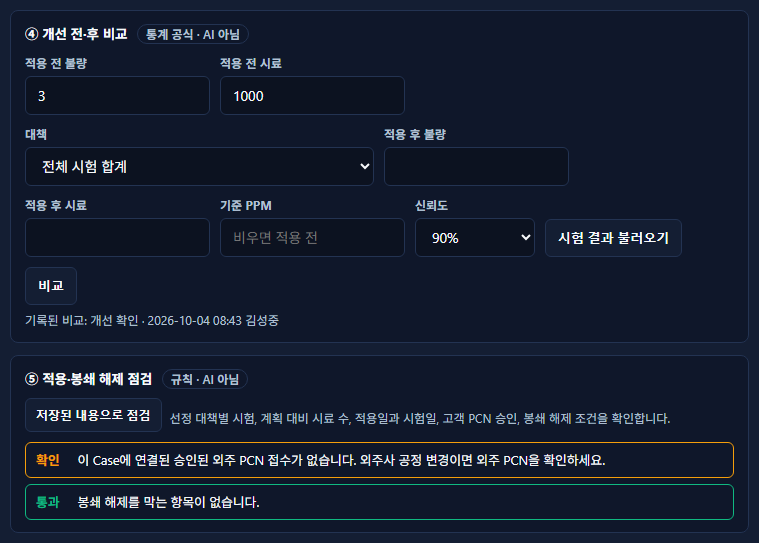 ④ 개선 전·후 비교 통계 공식 · AI 아님
적용 전 불량 적용 전 시료
3 1000
대책 적용 후 불량
전체 시험 합계
적용 후 시료 기준 PPM 신뢰도
비우면 적용 전 90% 시험 결과 불러오기
비교
기록된 비교: 개선 확인 · 2026-10-04 08:43 김성중
⑤ 적용·봉쇄 해제 점검 규칙 · AI 아님
저장된 내용으로 점검 선정 대책별 시험, 계획 대비 시료 수, 적용일과 시험일, 고객 PCN 승인, 봉쇄 해제 조건을 확인합니다.
확인 이 Case에 연결된 승인된 외주 PCN 접수가 없습니다. 외주사 공정 변경이면 외주 PCN을 확인하세요.
통과 봉쇄 해제를 막는 항목이 없습니다.